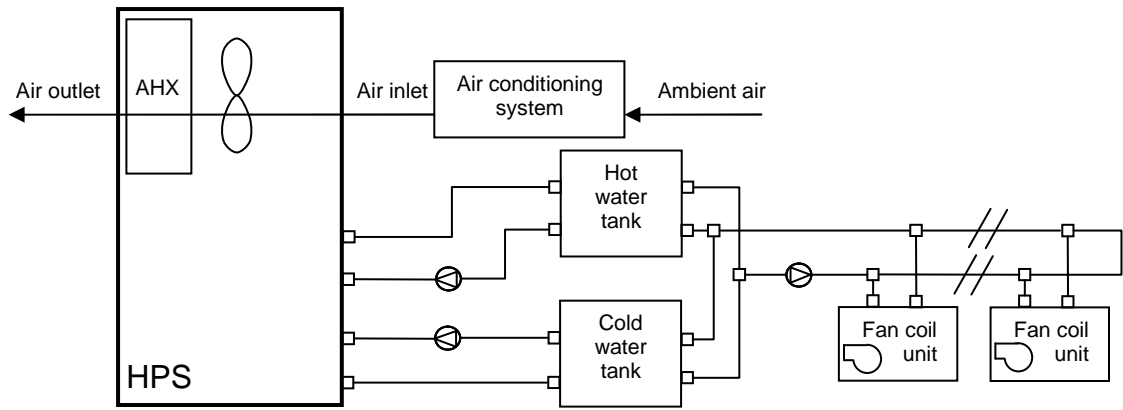 Air outlet
AHX
Air inlet
Air conditioning
system
Ambient air
Hot
water
tank
Cold
water
tank
Fan coil
unit
Fan coil
unit
HPS